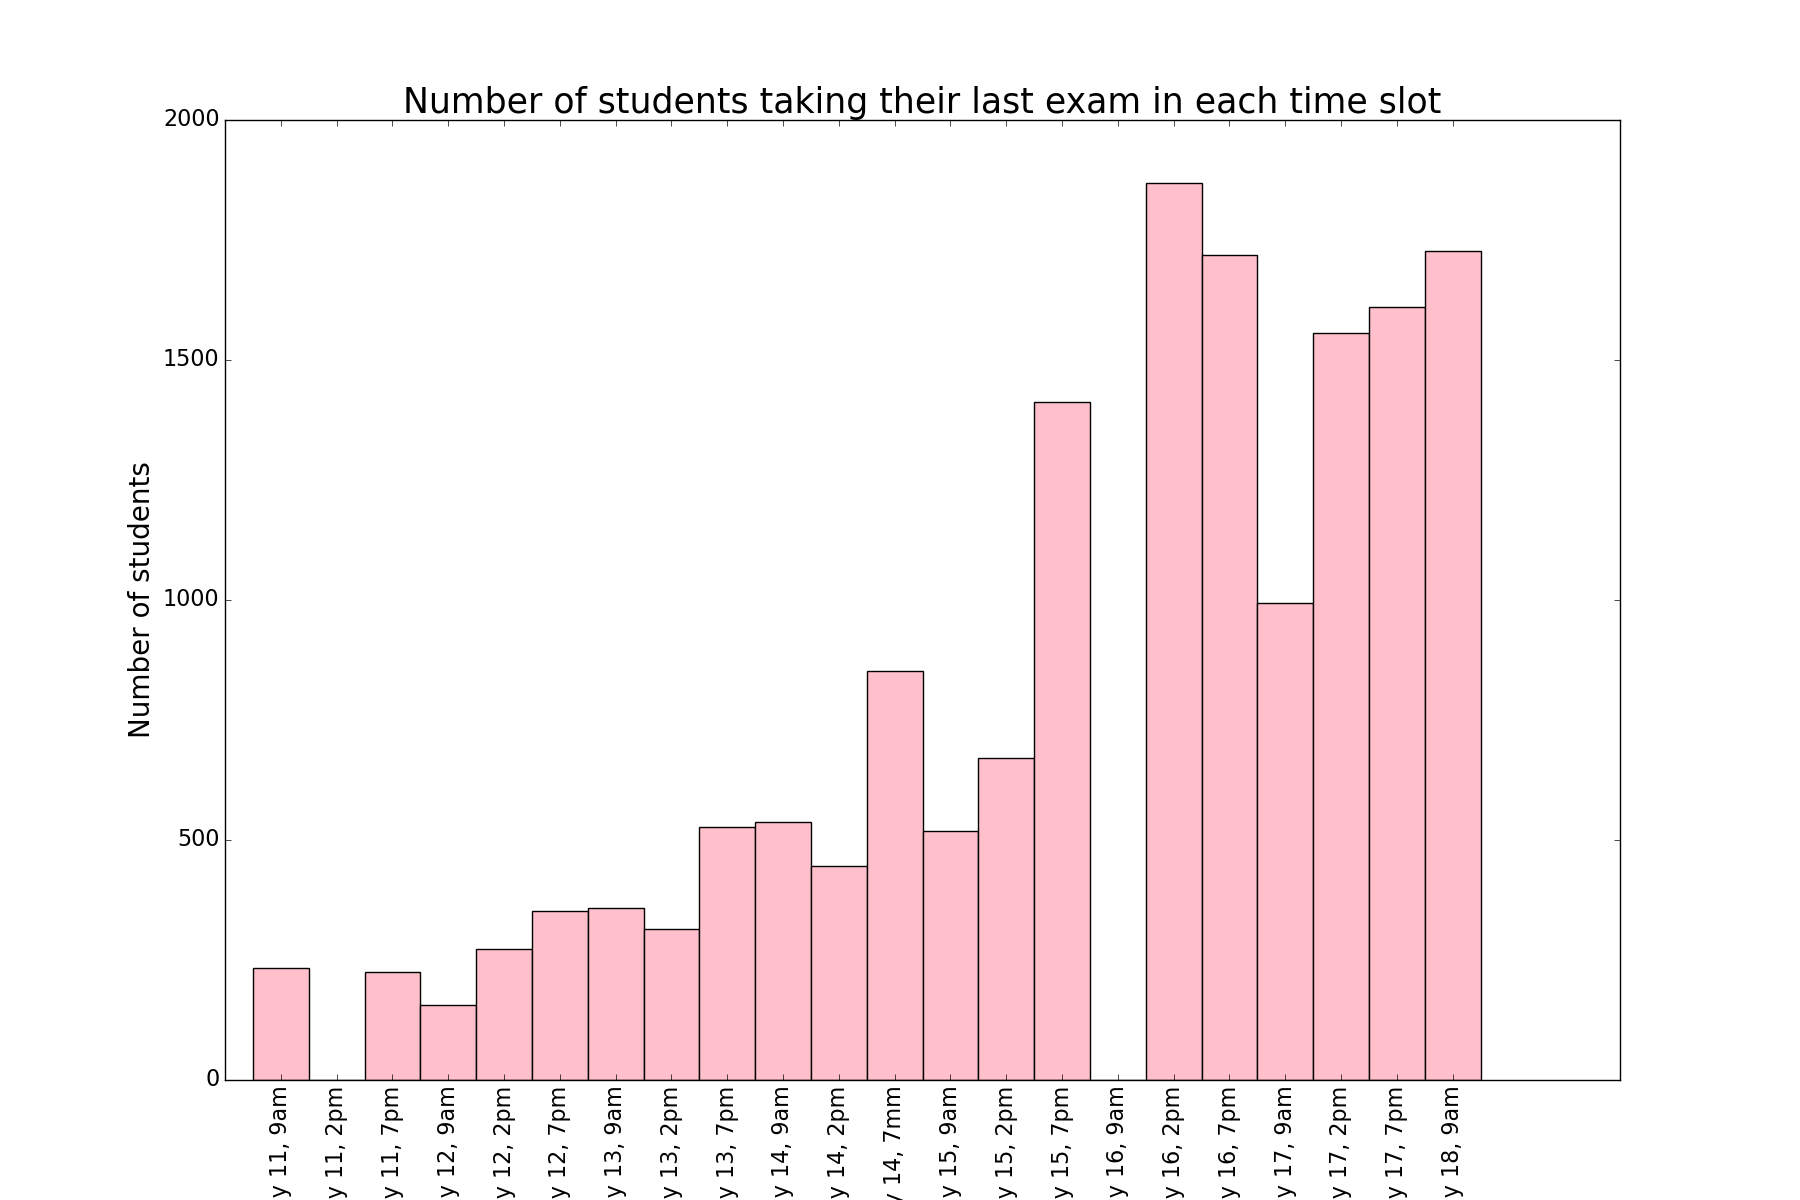 Number of students taking their last exam in each time slot
Number of students
2000
1500
1000
500
0
y 11, 9am
y 11, 2pm
y 11, 7pm
y 12, 9am
y 12, 2pm
y 12, 7pm
y 13, 9am
y 13, 2pm
y 13, 7pm
y 14, 9am
y 14, 2pm
y 14, 7mm
y 15, 9am
y 15, 2pm
y 15, 7pm
y 16, 9am
y 16, 2pm
y 16, 7pm
y 17, 9am
y 17, 2pm
y 17, 7pm
y 18, 9am